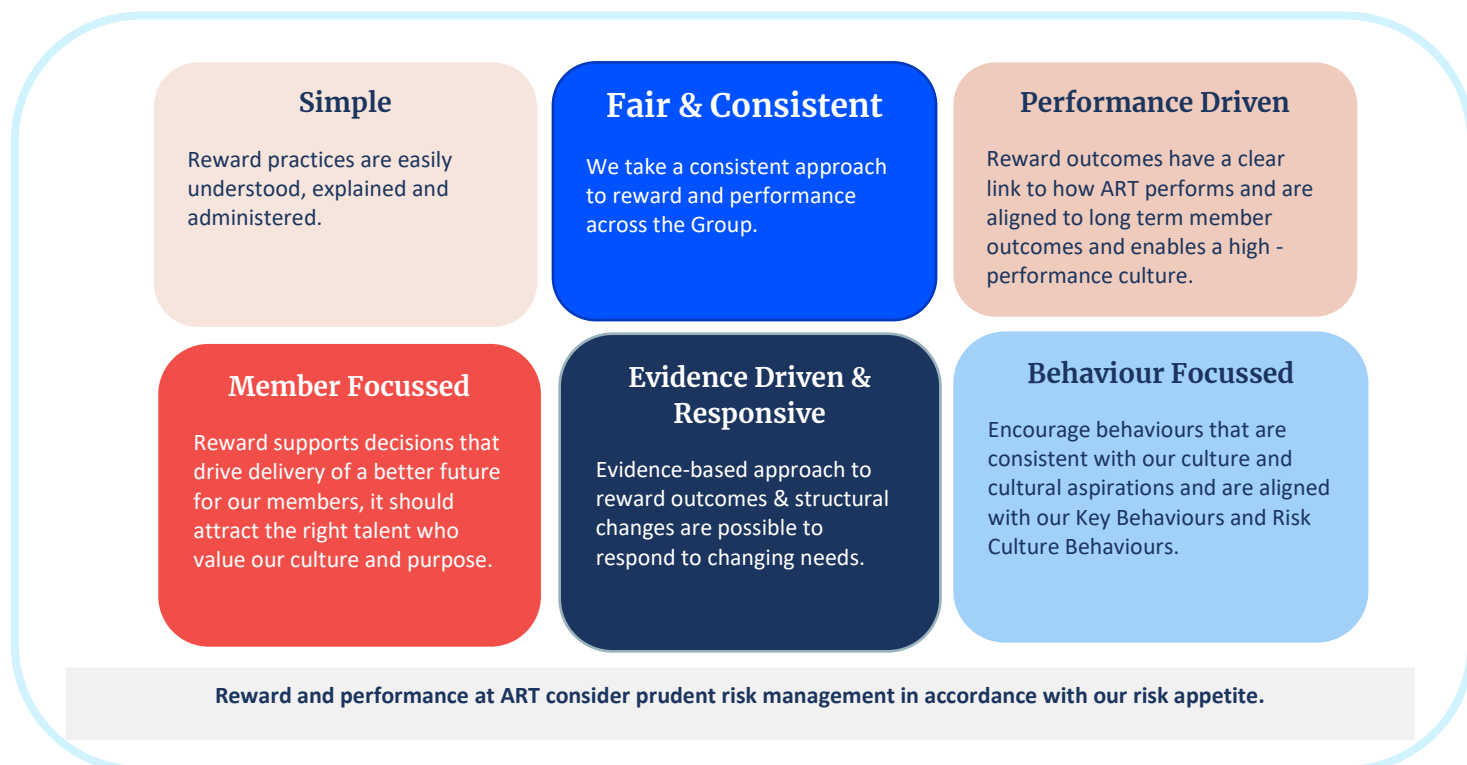 Simple
Reward practices are easily
understood, explained and
administered.
Fair & Consistent
We take a consistent approach
to reward and performance
across the Group.
Performance Driven
Reward outcomes have a clear
link to how ART performs and are
aligned to long term member
outcomes and enables a high -
performance culture.
Member Focussed
Reward supports decisions that
drive delivery of a better future
for our members, it should
attract the right talent who
value our culture and purpose.
Evidence Driven &
Responsive
Evidence-based approach to
reward outcomes & structural
changes are possible to
respond to changing needs.
Behaviour Focussed
Encourage behaviours that are
consistent with our culture and
cultural aspirations and are aligned
with our Key Behaviours and Risk
Culture Behaviours.
Reward and performance at ART consider prudent risk management in accordance with our risk appetite.